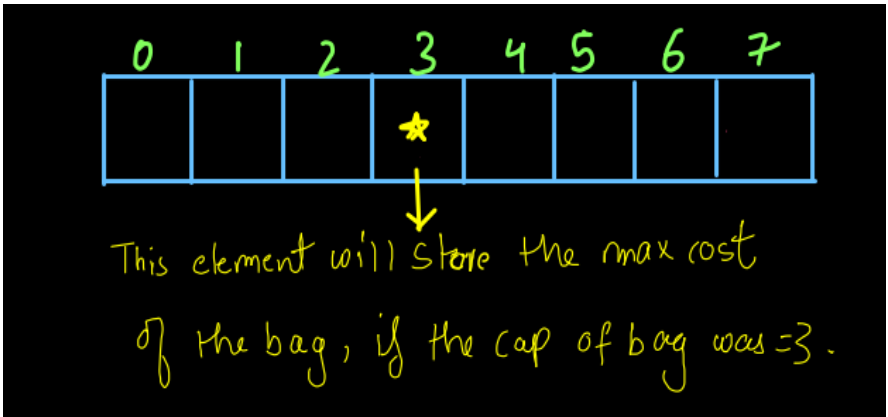 0 1 2 3 4 5 6 7
This element will store the max cost
of the bag, if the cap of bag was =3.